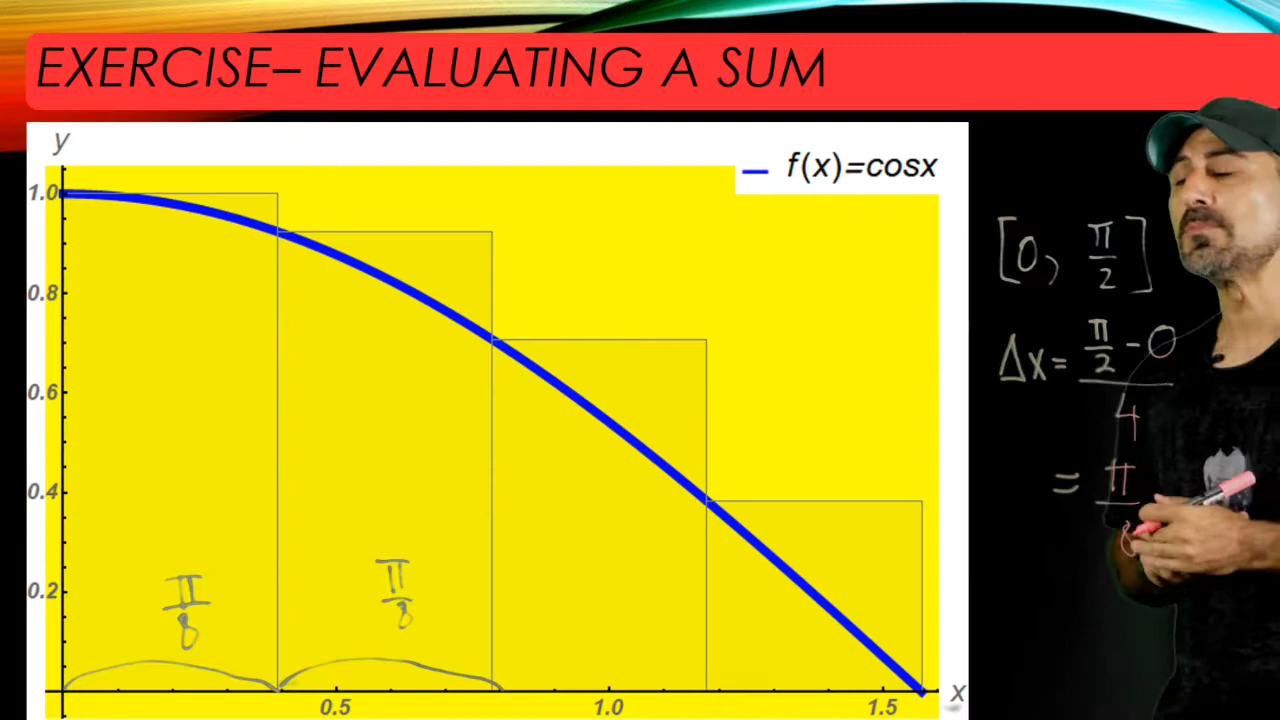 EXERCISE– EVALUATING A SUM
y
f(x)=cosx
1.0
0.8
0.6
0.4
0.2
0.5
1.0
1.5
x
π/8
π/8
[0, π/2]
Δx = (π/2 − 0)/4
= π/8